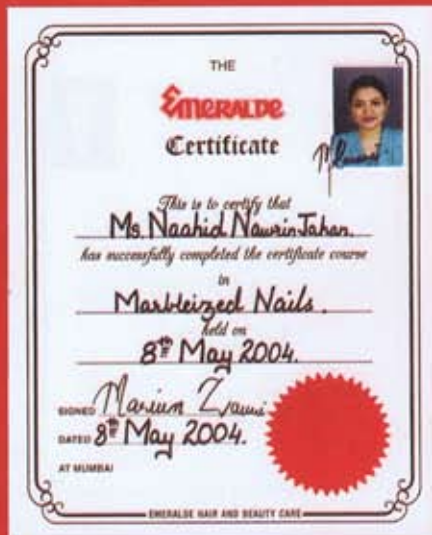 THE
EMERALDE
Certificate
This is to certify that
Ms. Naahid Nawrin Jahan.
has successfully completed the certificate course
in
Marbleized Nails.
held on
8th May 2004.
SIGNED
DATED 8th May 2004.
AT MUMBAI
EMERALDE HAIR AND BEAUTY CARE